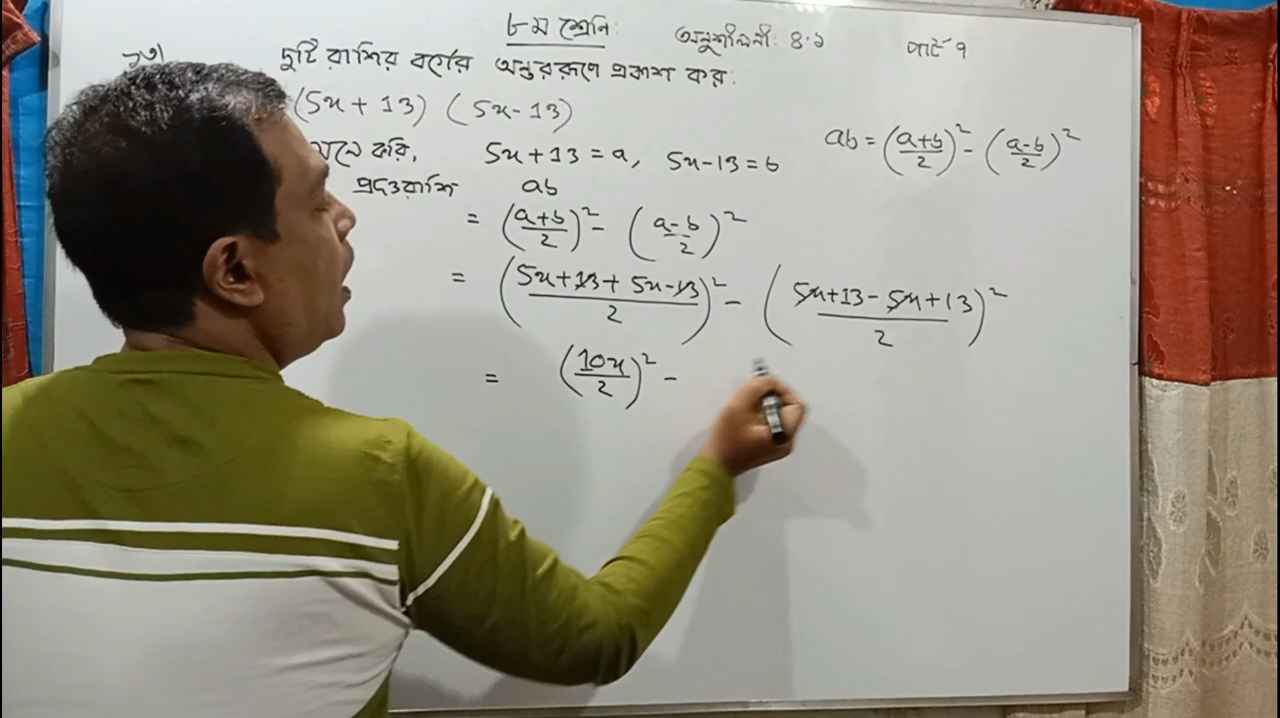 ৮ম শ্রেনি: অনুশীলনী: ৪.১ পার্ট ৭
দুটি রাশির বর্গের অন্তররূপে প্রকাশ কর:
(5x + 13) (5x - 13)
মনে করি, 5x + 13 = a, 5x - 13 = b
ab = (a+b/2)² - (a-b/2)²
প্রদত্তরাশি ab
= (a+b/2)² - (a-b/2)²
= (5x+13+5x-13/2)² - (5x+13-5x+13/2)²
= (10x/2)² -